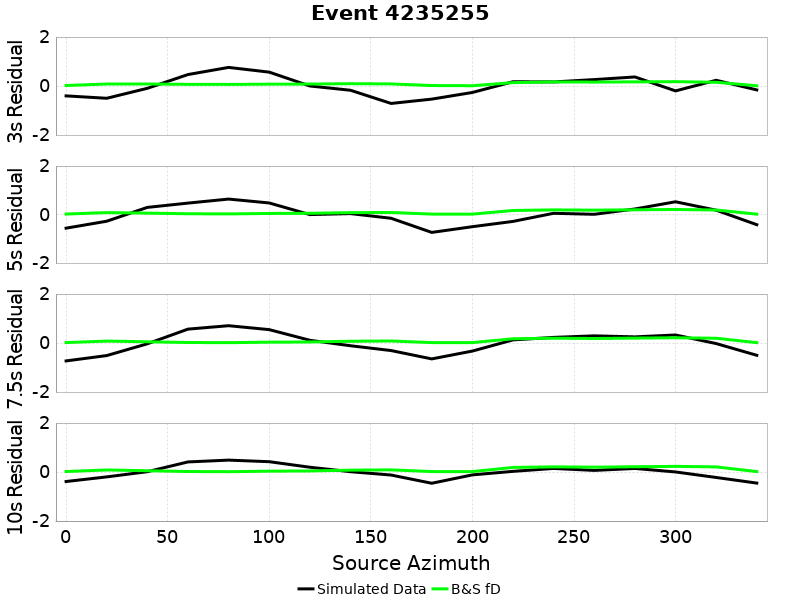 Event 4235255
3s Residual
2
0
-2
5s Residual
2
0
-2
7.5s Residual
2
0
-2
10s Residual
2
0
-2
0 50 100 150 200 250 300
Source Azimuth
Simulated Data B&S fD